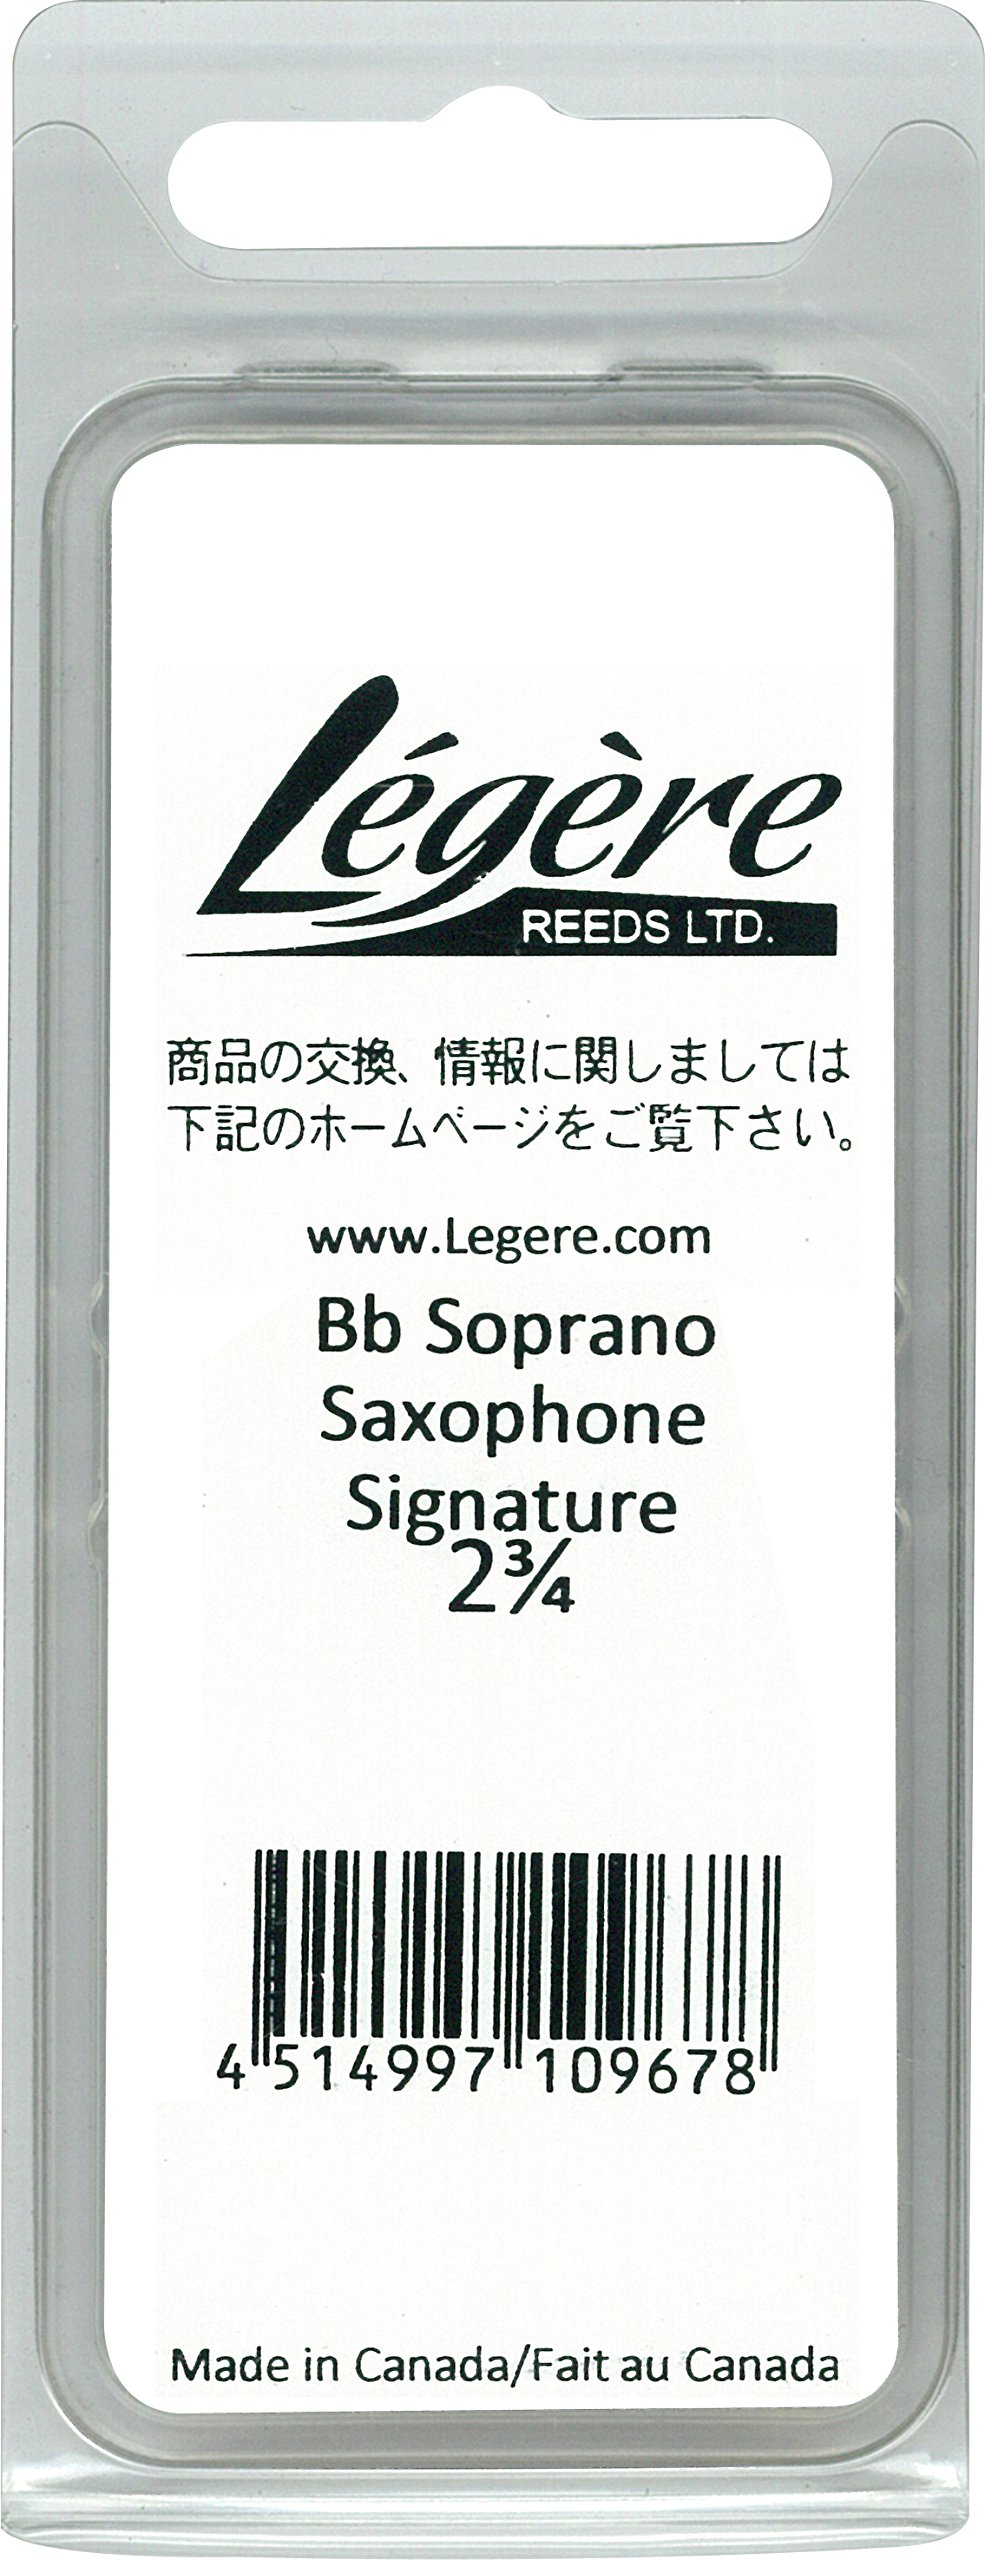 Légère
REEDS LTD.
商品の交換、情報に関しましては
下記のホームページをご覧下さい。
www.Legere.com
Bb Soprano
Saxophone
Signature
2¾
4 514997 109678
Made in Canada/Fait au Canada